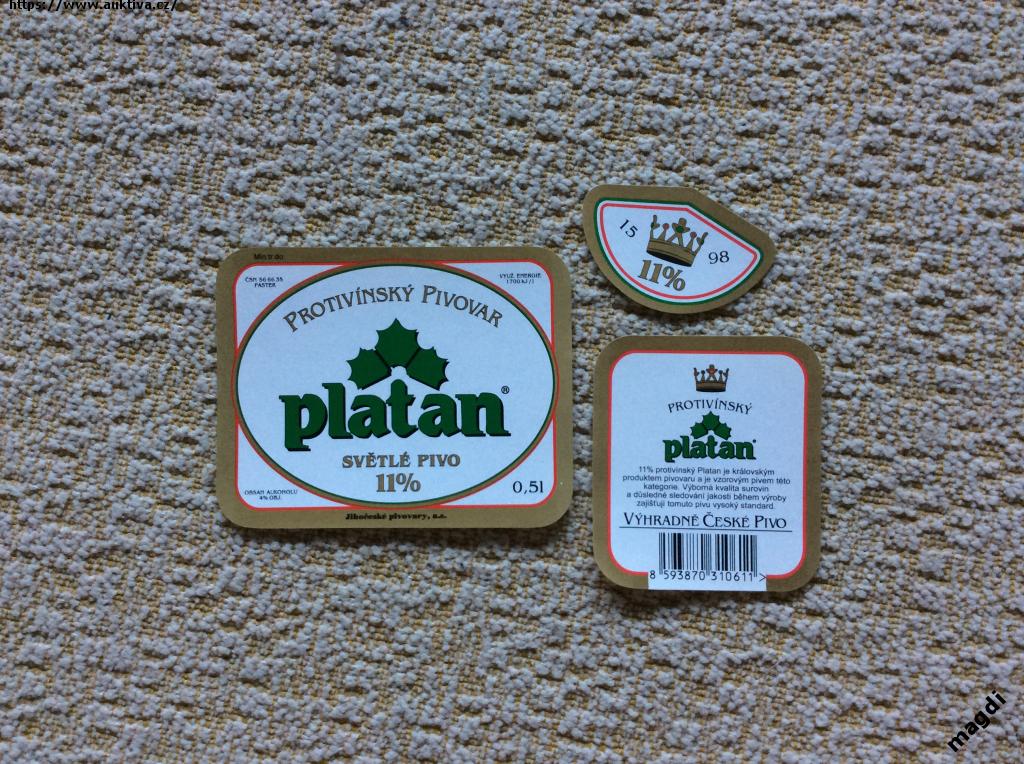 https://www.auktiva.cz/
Min.tr.do:
ČSN 56 66 35
PASTER
VYUŽ. ENERGIE
1700 kJ/l
PROTIVÍNSKÝ PIVOVAR
platan®
SVĚTLÉ PIVO
11%
OBSAH ALKOHOLU
4% OBJ.
0,5l
Jihočeské pivovary, a.s.
15 98
11%
PROTIVÍNSKÝ
platan®
11% protivínský Platan je královským
produktem pivovaru a je vzorovým pivem této
kategorie. Výborná kvalita surovin
a důsledné sledování jakosti během výroby
zajišťují tomuto pivu vysoký standard.
VÝHRADNĚ ČESKÉ PIVO
8 593870 310611 >
magdi